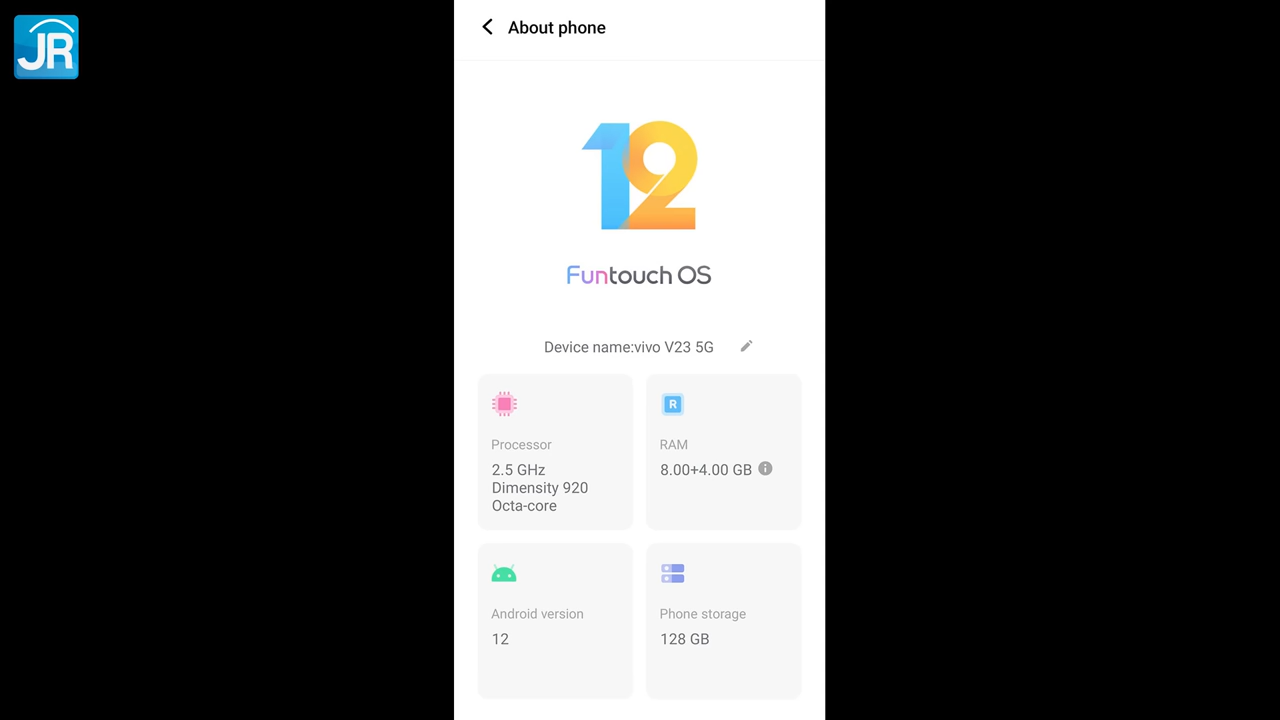 JR
About phone
12
Funtouch OS
Device name:vivo V23 5G
R
Processor
2.5 GHz
Dimensity 920
Octa-core
RAM
8.00+4.00 GB
Android version
12
Phone storage
128 GB